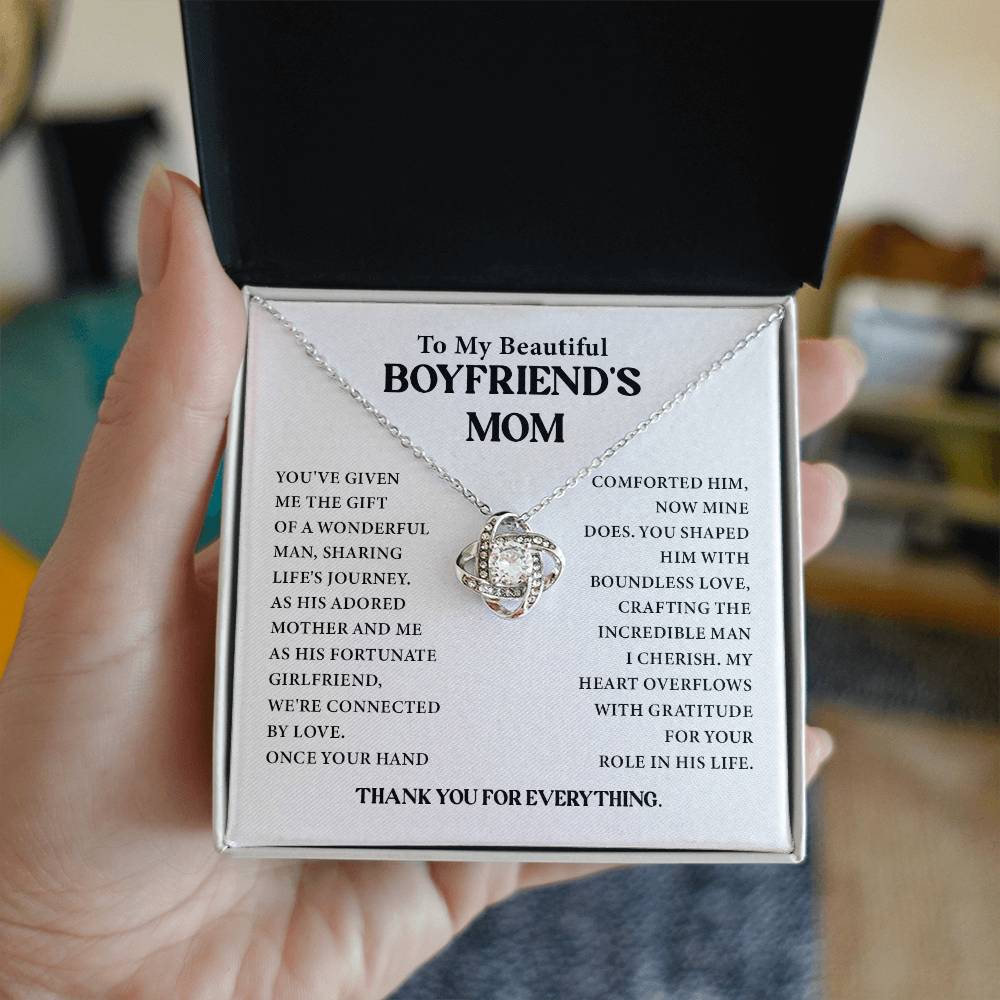 To My Beautiful
BOYFRIEND'S
MOM
YOU'VE GIVEN
ME THE GIFT
OF A WONDERFUL
MAN, SHARING
LIFE'S JOURNEY.
AS HIS ADORED
MOTHER AND ME
AS HIS FORTUNATE
GIRLFRIEND,
WE'RE CONNECTED
BY LOVE.
ONCE YOUR HAND
COMFORTED HIM,
NOW MINE
DOES. YOU SHAPED
HIM WITH
BOUNDLESS LOVE,
CRAFTING THE
INCREDIBLE MAN
I CHERISH. MY
HEART OVERFLOWS
WITH GRATITUDE
FOR YOUR
ROLE IN HIS LIFE.
THANK YOU FOR EVERYTHING.